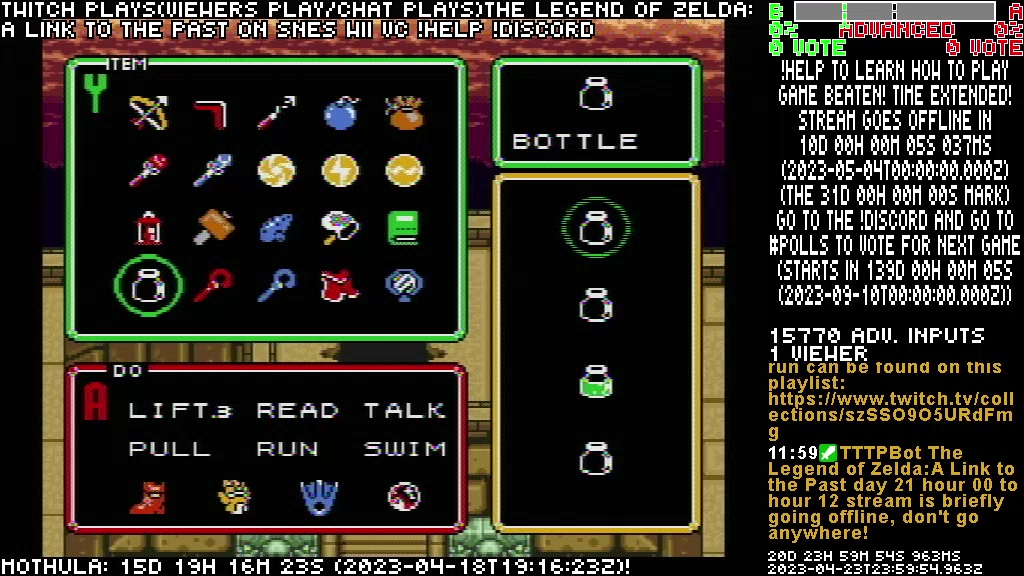 TWITCH PLAYS(VIEWERS PLAY/CHAT PLAYS)THE LEGEND OF ZELDA:
A LINK TO THE PAST ON SNES WII VC !HELP !DISCORD
B A
0% ADVANCED 0%
0 VOTE 0 VOTE
!HELP TO LEARN HOW TO PLAY
GAME BEATEN! TIME EXTENDED!
STREAM GOES OFFLINE IN
10D 00H 00M 05S 037MS
(2023-05-04T00:00:00.000Z)
(THE 31D 00H 00M 00S MARK)
GO TO THE !DISCORD AND GO TO
#POLLS TO VOTE FOR NEXT GAME
(STARTS IN 139D 00H 00M 05S
(2023-09-10T00:00:00.000Z))
15770 ADV. INPUTS
1 VIEWER
run can be found on this
playlist:
https://www.twitch.tv/coll
ections/szSSO9O5URdFm
g
11:59 TTTPBot The
Legend of Zelda:A Link to
the Past day 21 hour 00 to
hour 12 stream is briefly
going offline, don't go
anywhere!
20D 23H 59M 54S 963MS
2023-04-23T23:59:54.963Z
ITEM
Y
BOTTLE
DO
A
LIFT.3 READ TALK
PULL RUN SWIM
MOTHULA: 15D 19H 16M 23S (2023-04-18T19:16:23Z)!